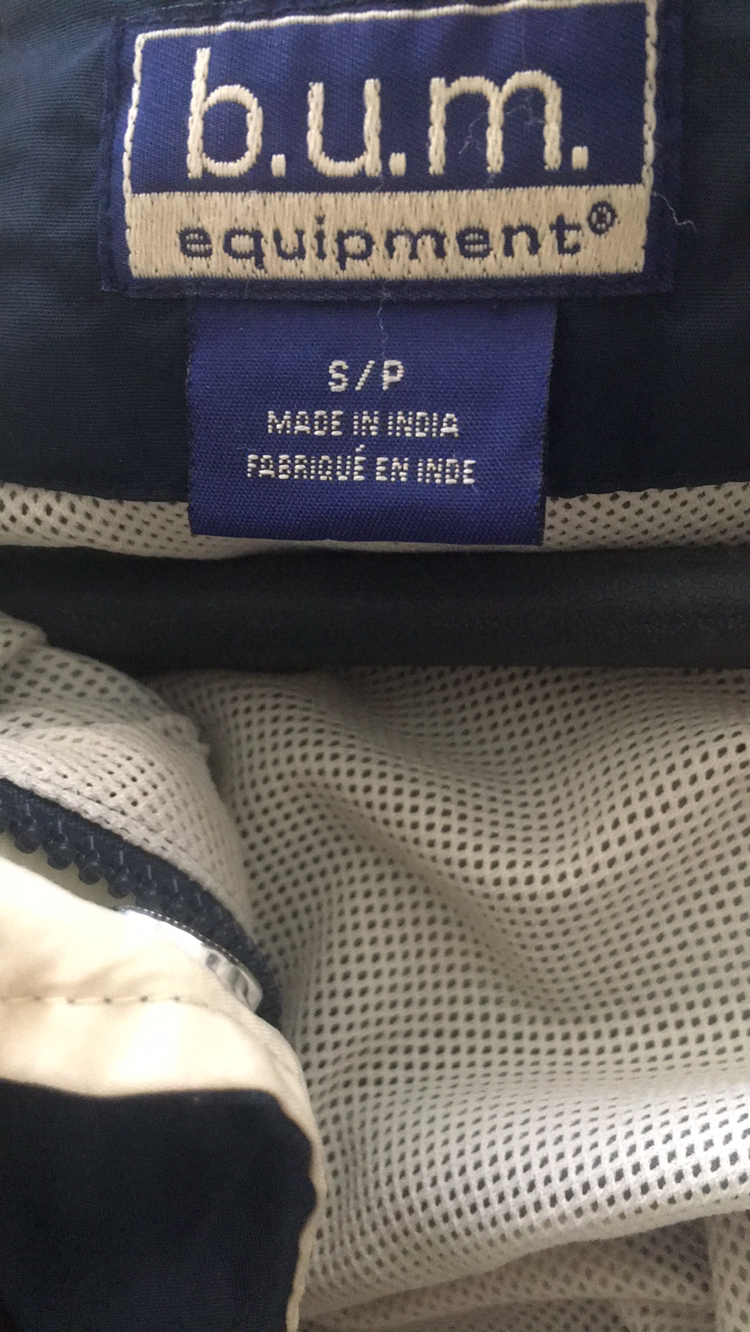 b.u.m.
equipment®
S/P
MADE IN INDIA
FABRIQUÉ EN INDE